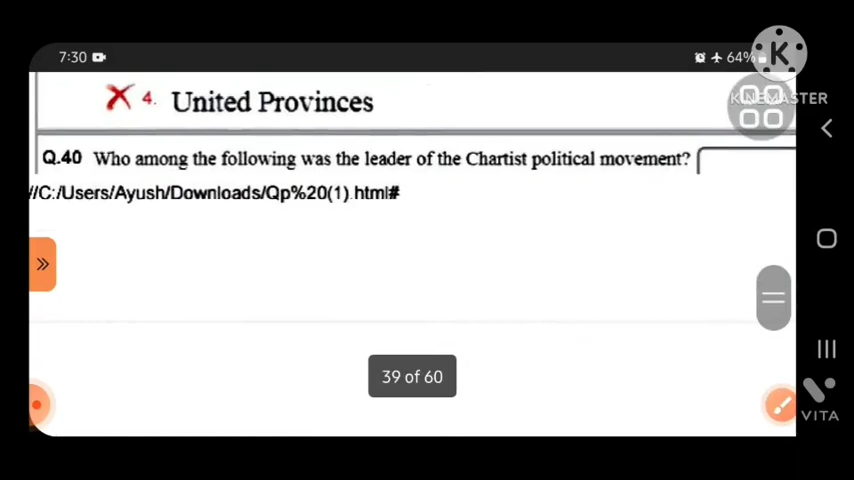 7:30
64%
KINEMASTER
4. United Provinces
Q.40 Who among the following was the leader of the Chartist political movement?
//C:/Users/Ayush/Downloads/Qp%20(1).html#
39 of 60
VITA